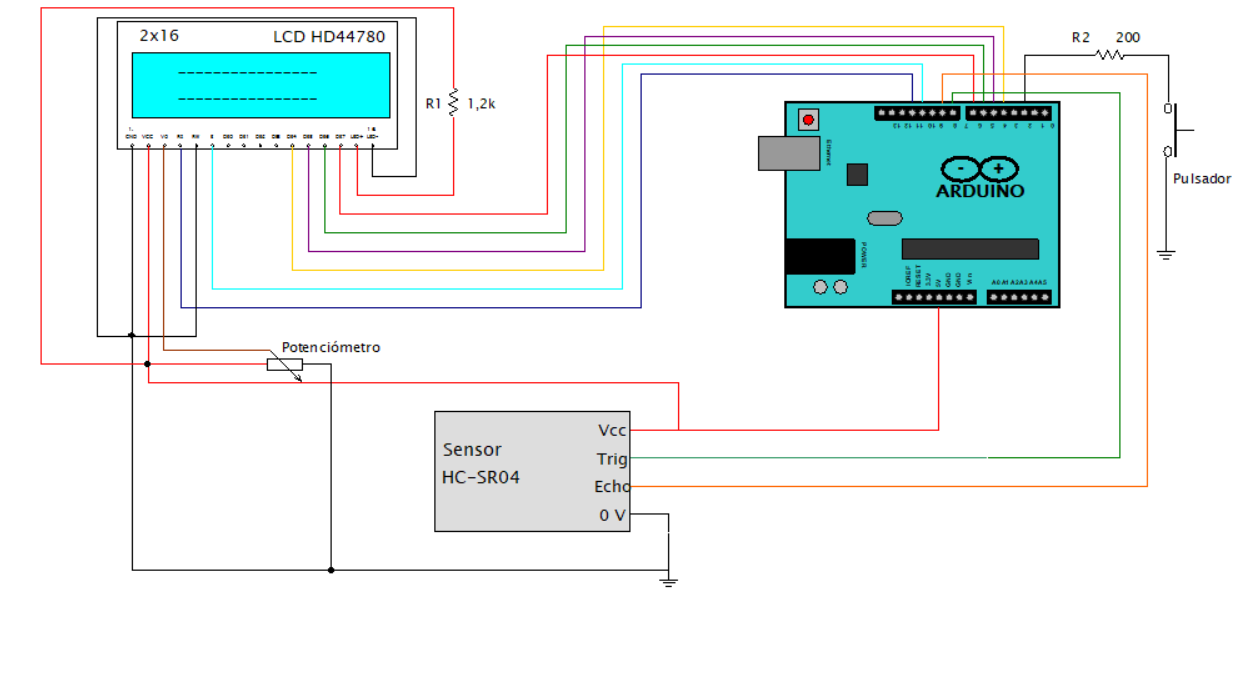 2x16 LCD HD44780
R1 1,2k
GND VCC VO RS RW E DB0 DB1 DB2 DB3 DB4 DB5 DB6 DB7 LED+ LED-
R2 200
Pulsador
Ethernet
13 12 11 10 9 8 7 6 5 4 3 2 1 0
ARDUINO
POWER
IOREF RESET 3.3V 5V GND GND Vin
A0 A1 A2 A3 A4 A5
Potenciómetro
Sensor
HC-SR04
Vcc
Trig
Echo
0 V